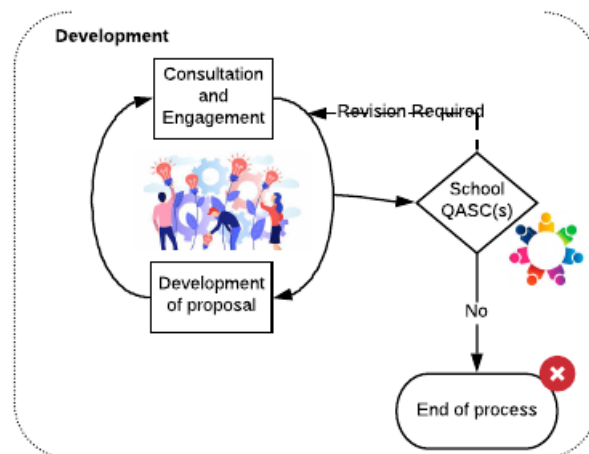 Development
Consultation
and
Engagement
Revision Required
School
QASC(s)
Development
of proposal
No
End of process